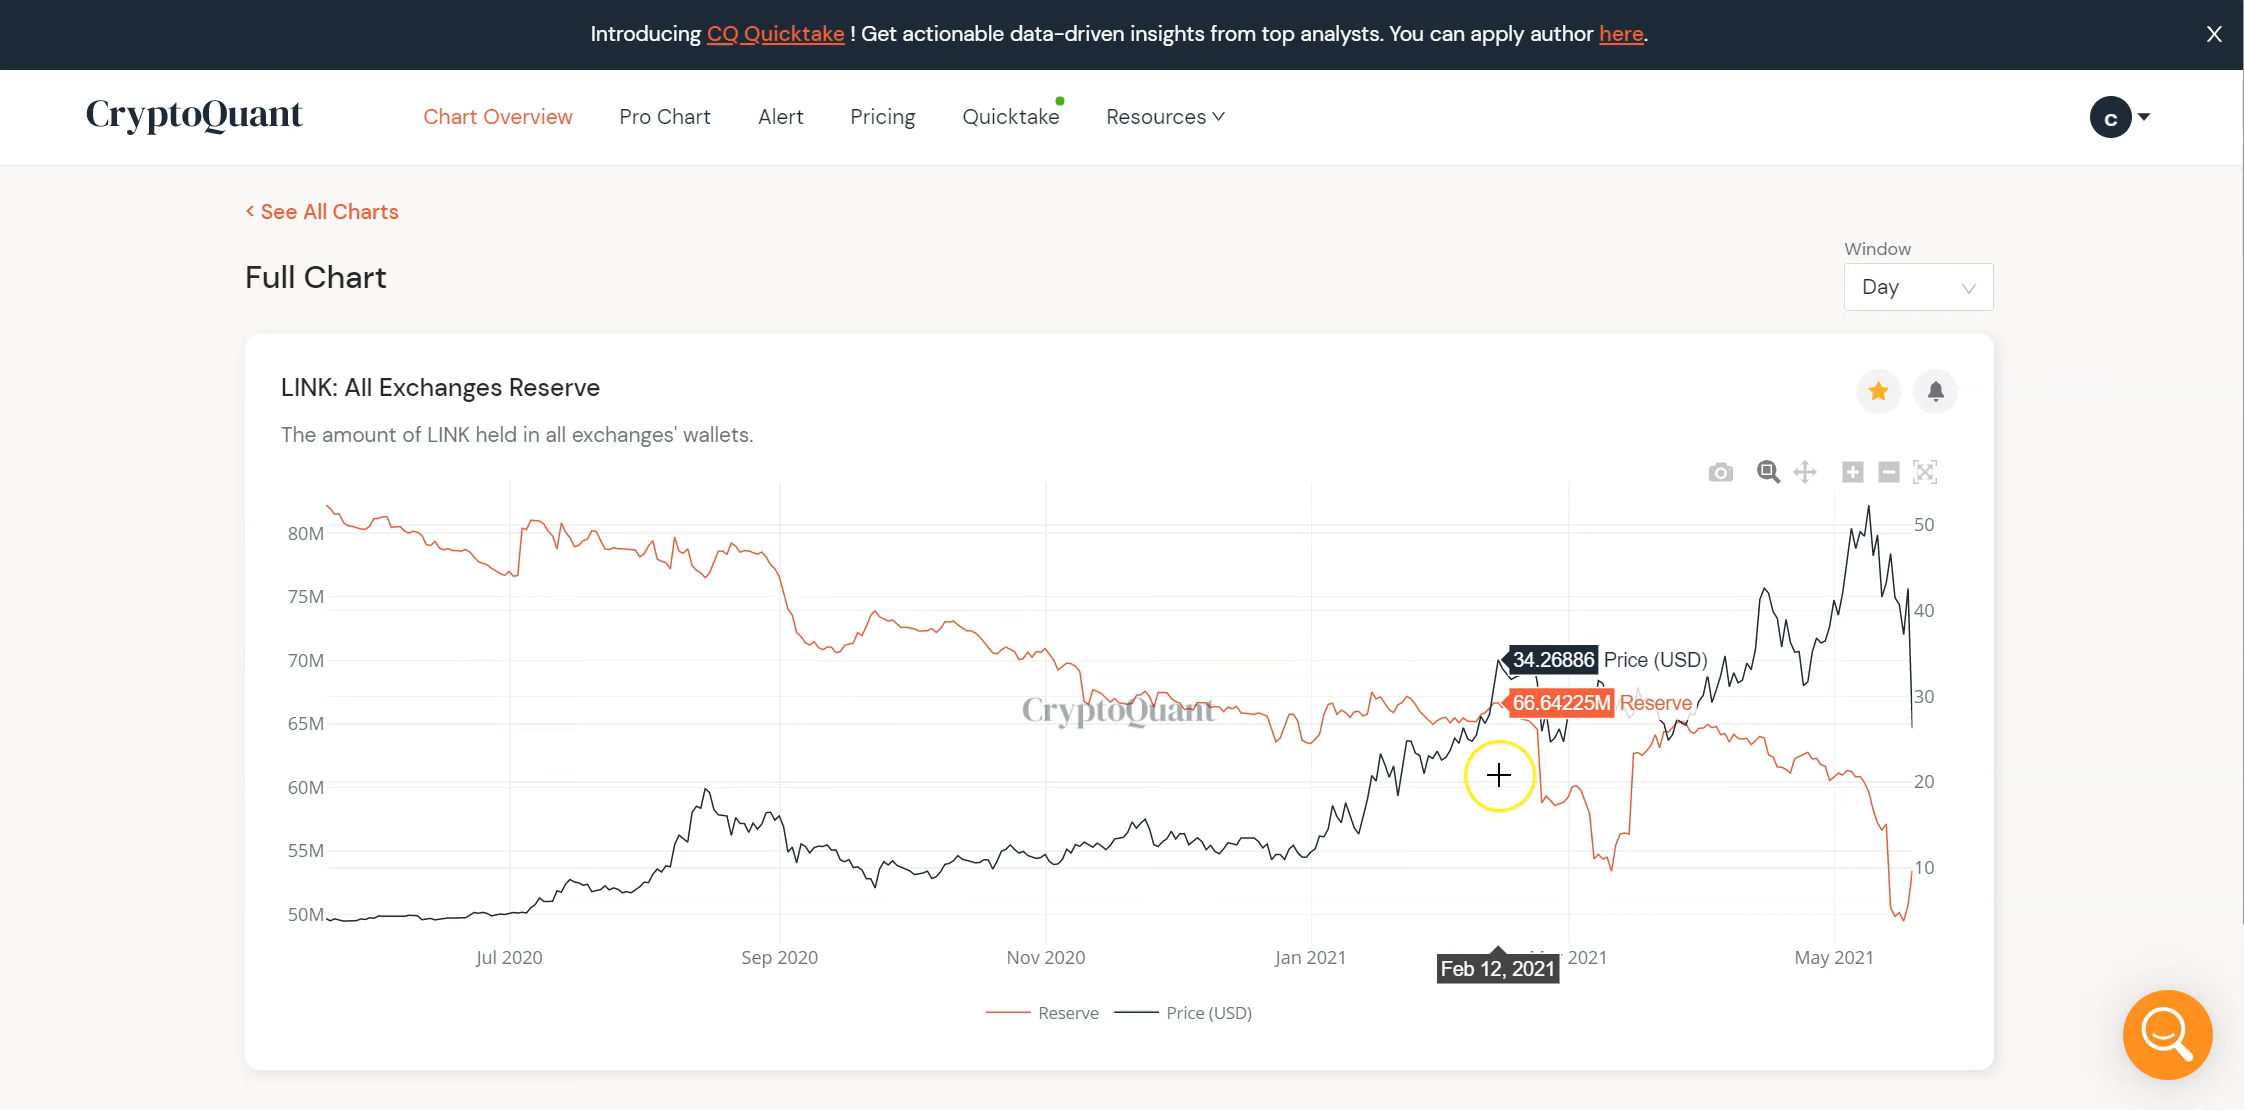 Introducing CQ Quicktake ! Get actionable data-driven insights from top analysts. You can apply author here.
X
CryptoQuant
Chart Overview
Pro Chart
Alert
Pricing
Quicktake
Resources
c
< See All Charts
Full Chart
Window
Day
LINK: All Exchanges Reserve
The amount of LINK held in all exchanges' wallets.
80M
75M
70M
65M
60M
55M
50M
50
40
30
20
10
CryptoQuant
34.26886 Price (USD)
66.64225M Reserve
Jul 2020
Sep 2020
Nov 2020
Jan 2021
Feb 12, 2021
2021
May 2021
Reserve
Price (USD)